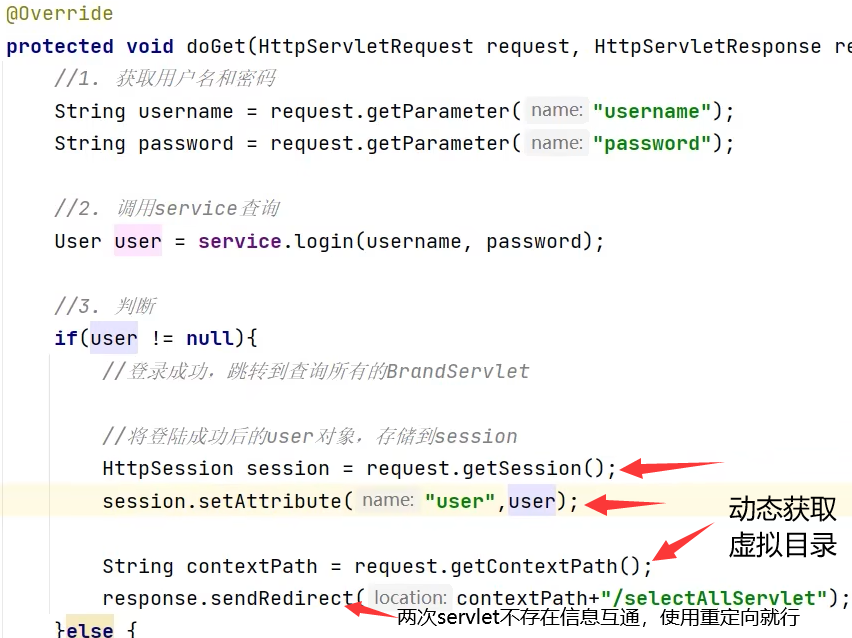 @Override
protected void doGet(HttpServletRequest request, HttpServletResponse re
//1. 获取用户名和密码
String username = request.getParameter( name: "username");
String password = request.getParameter( name: "password");
//2. 调用service查询
User user = service.login(username, password);
//3. 判断
if(user != null){
//登录成功，跳转到查询所有的BrandServlet
//将登陆成功后的user对象，存储到session
HttpSession session = request.getSession();
session.setAttribute( name: "user",user);
动态获取
虚拟目录
String contextPath = request.getContextPath();
response.sendRedirect( location: contextPath+"/selectAllServlet");
两次servlet不存在信息互通，使用重定向就行
}else {